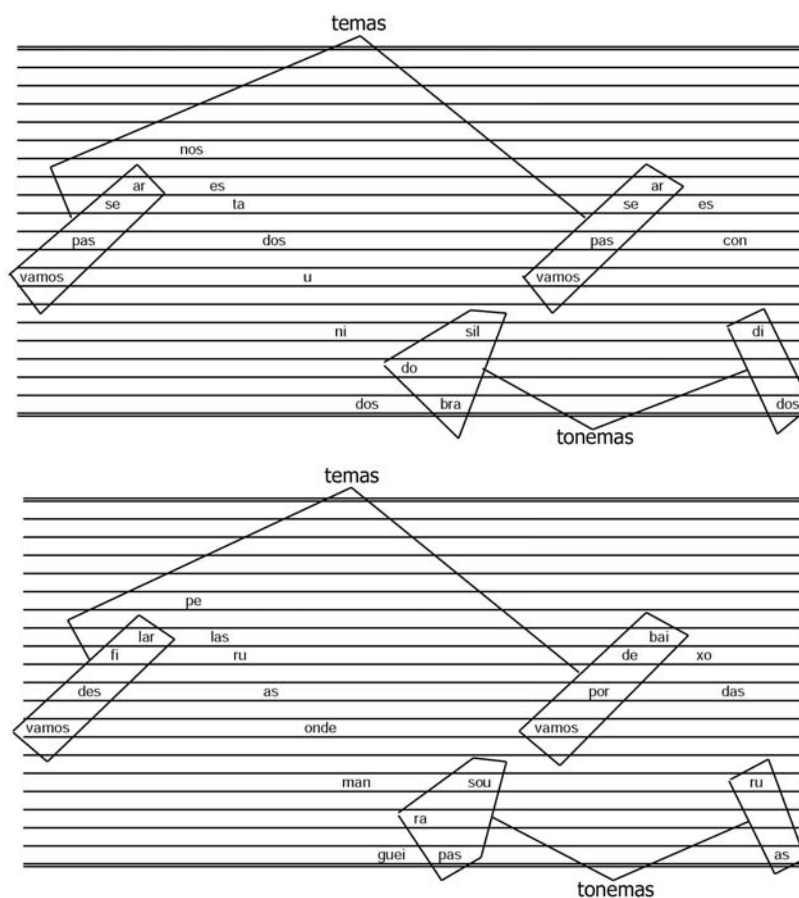 temas
nos
ar es ar
se ta se es
pas dos pas con
vamos u vamos
ni sil di
do
dos bra dos
tonemas
temas
pe
lar las bai
fi ru de xo
des as por das
vamos onde vamos
man sou ru
ra
guei pas as
tonemas